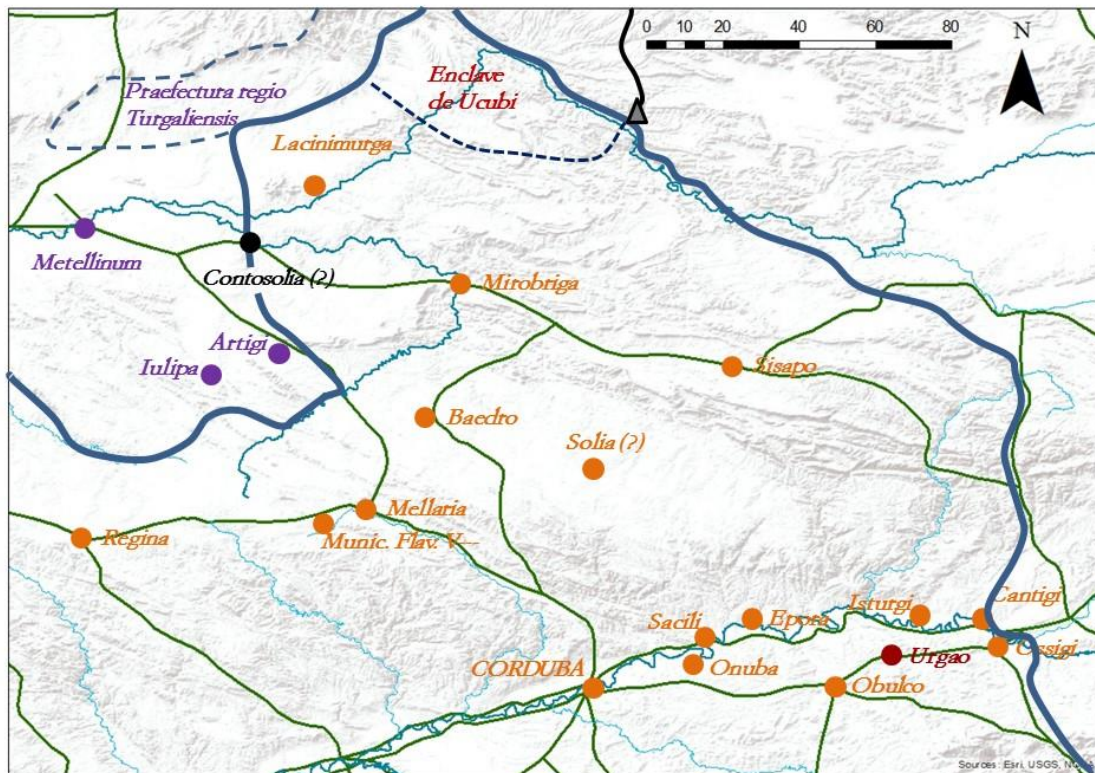 0 20 40 60 80
N
Praefectura regio
Turgaliensis
Enclave
de Ucubi
Lacinimurga
Metellinum
Contosolia (?)
Mirobriga
Artigi
Iulipa
Sisapo
Baedro
Solia (?)
Mellaria
Regina
Munic. Flav. V---
Isturgi
Cantigi
Sacili
Epora
Ossigi
Urgao
Onuba
CORDUBA
Obulco
Sources: Esri, USGS,